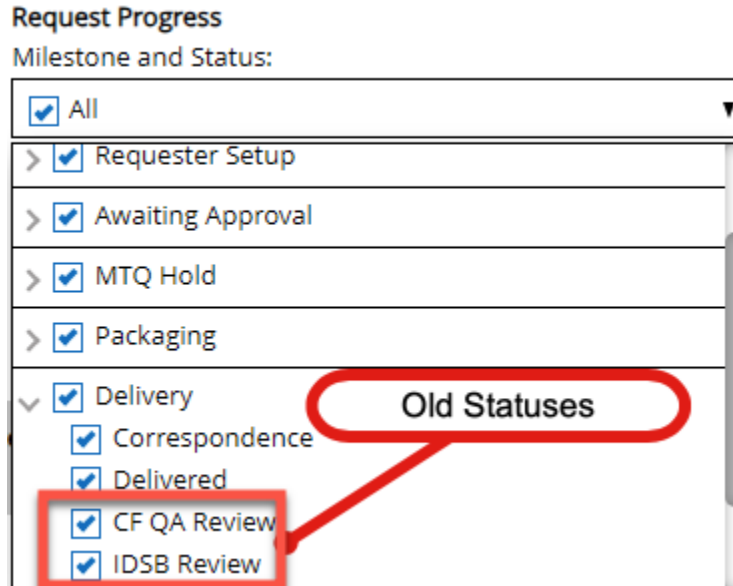 Request Progress
Milestone and Status:
All
Requester Setup
Awaiting Approval
MTQ Hold
Packaging
Delivery
Old Statuses
Correspondence
Delivered
CF QA Review
IDSB Review